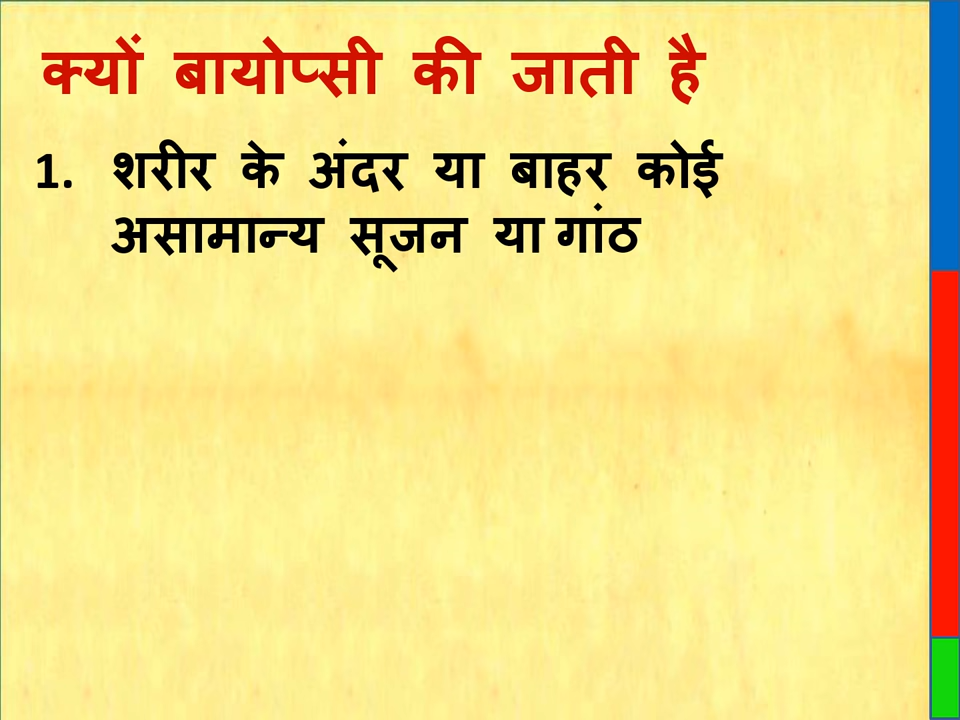 क्यों बायोप्सी की जाती है
1. शरीर के अंदर या बाहर कोई
असामान्य सूजन या गांठ